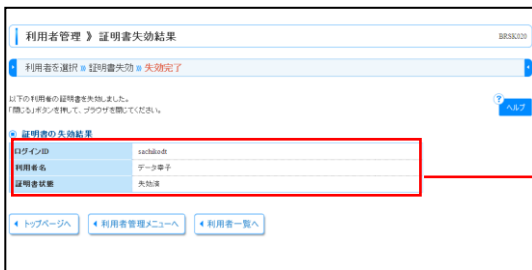 利用者管理 》 証明書失効結果
BRSK020
利用者を選択 » 証明書失効 » 失効完了
以下の利用者の証明書を失効しました。
「閉じる」ボタンを押して、ブラウザを閉じてください。
?
ヘルプ
証明書の失効結果
ログインID sachikodt
利用者名 データ幸子
証明書状態 失効済
トップページへ
利用者管理メニューへ
利用者一覧へ